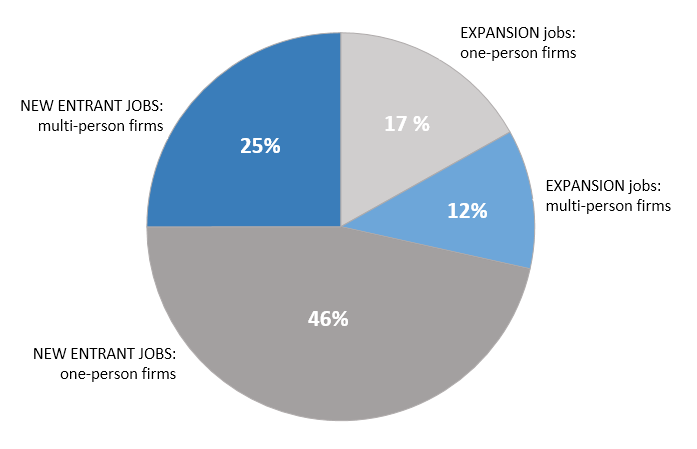 EXPANSION jobs:
one-person firms
17 %
NEW ENTRANT JOBS:
multi-person firms
25%
EXPANSION jobs:
multi-person firms
12%
46%
NEW ENTRANT JOBS:
one-person firms